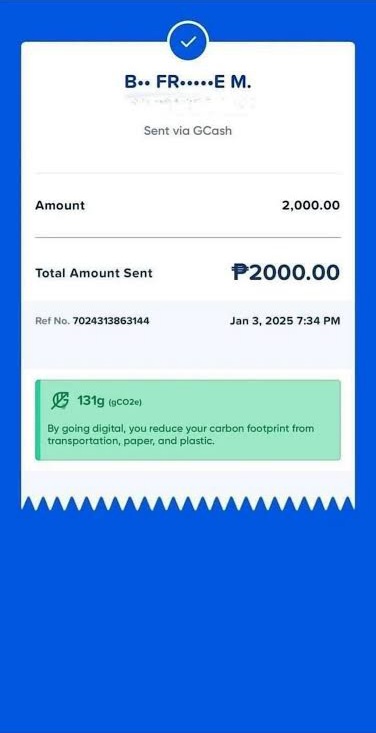 B•• FR•••••E M.
Sent via GCash
Amount 2,000.00
Total Amount Sent ₱2000.00
Ref No. 7024313863144 Jan 3, 2025 7:34 PM
131g (gCO2e)
By going digital, you reduce your carbon footprint from
transportation, paper, and plastic.